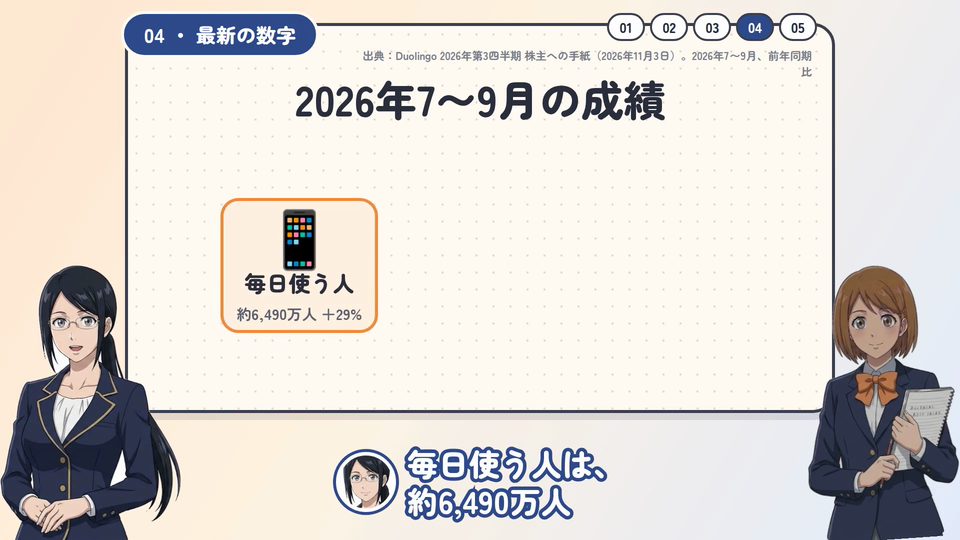 04 ・ 最新の数字
01 02 03 04 05
出典：Duolingo 2026年第3四半期 株主への手紙（2026年11月3日）。2026年7〜9月、前年同期
比
2026年7〜9月の成績
毎日使う人
約6,490万人 ＋29%
毎日使う人は、
約6,490万人